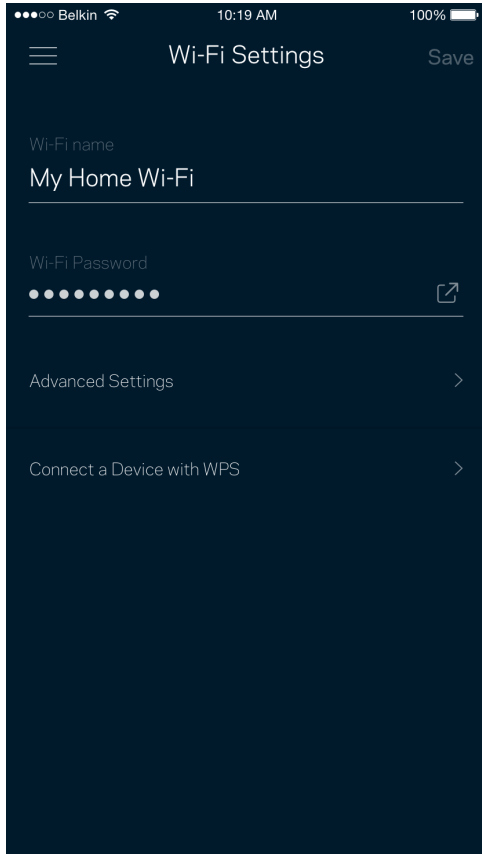 Belkin 10:19 AM 100%
Wi-Fi Settings Save
Wi-Fi name
My Home Wi-Fi
Wi-Fi Password
●●●●●●●●●
Advanced Settings
Connect a Device with WPS